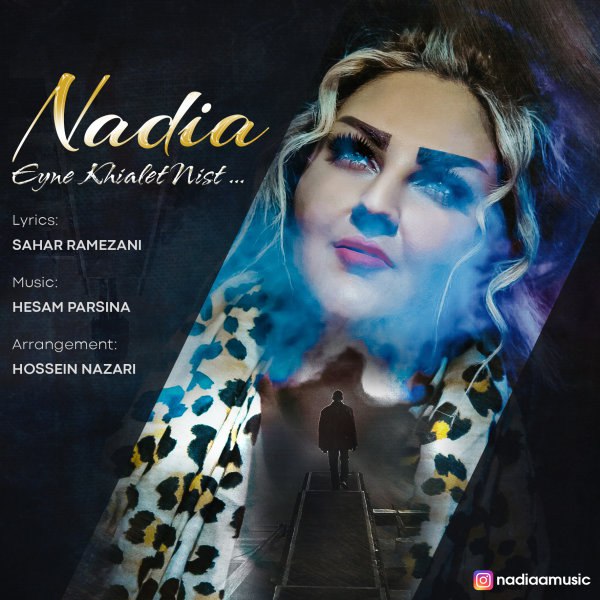 Nadia
Eyne Khialet Nist ...
Lyrics:
SAHAR RAMEZANI
Music:
HESAM PARSINA
Arrangement:
HOSSEIN NAZARI
nadiaamusic